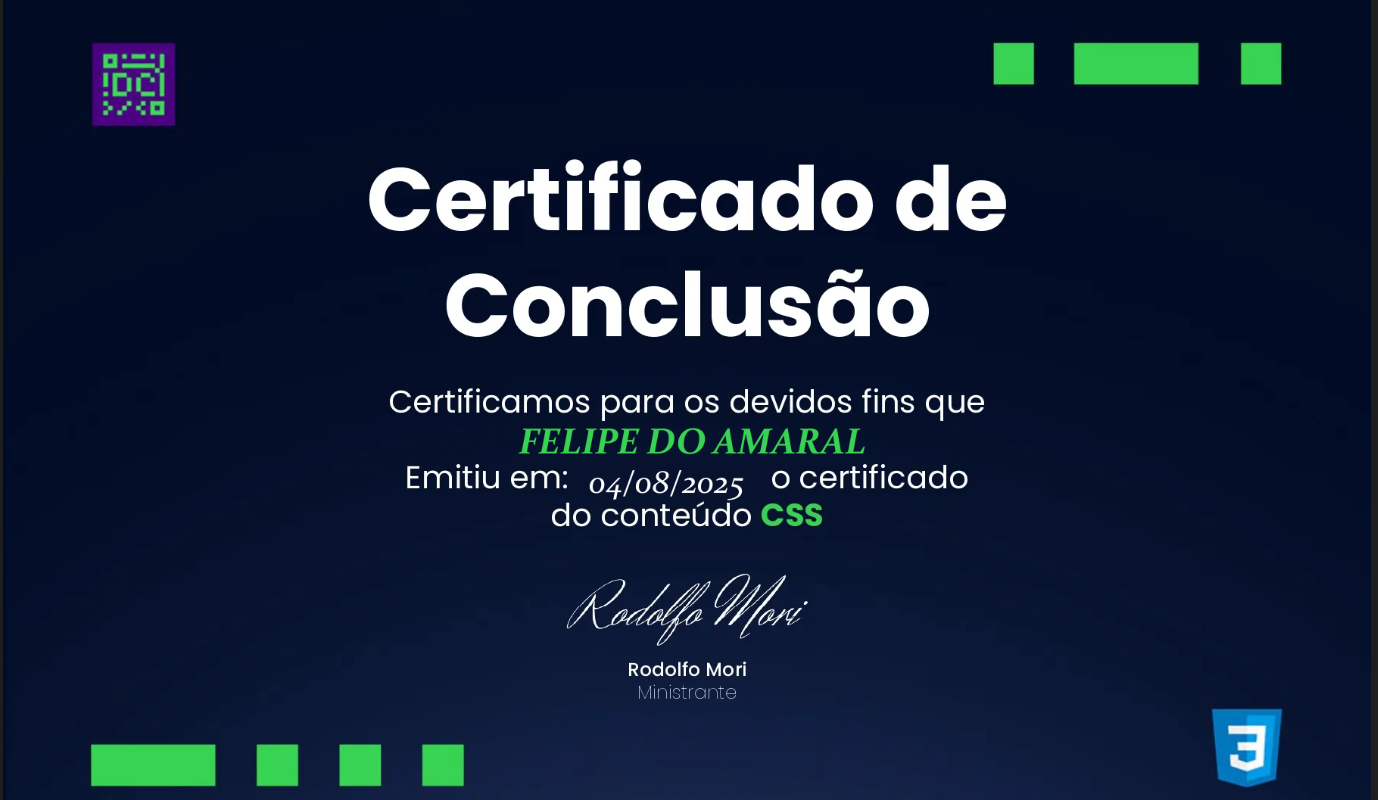 DC
Certificado de
Conclusão
Certificamos para os devidos fins que
FELIPE DO AMARAL
Emitiu em: 04/08/2025 o certificado
do conteúdo CSS
Rodolfo Mori
Rodolfo Mori
Ministrante
3